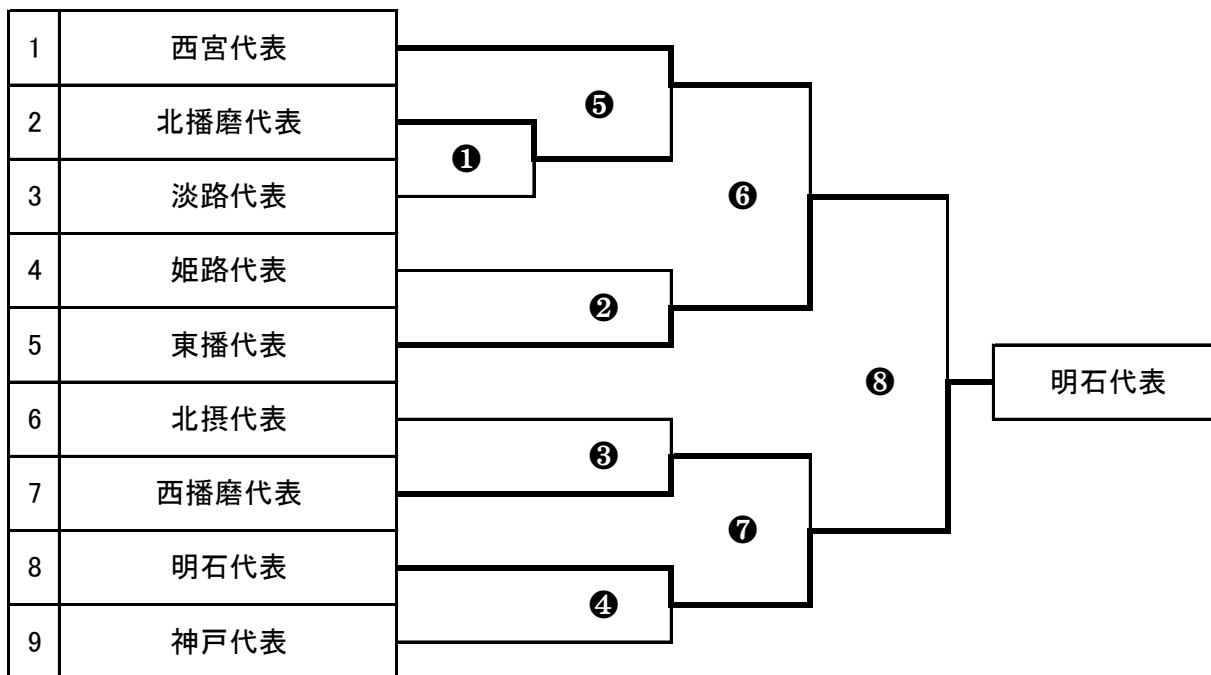 1 西宮代表
2 北播磨代表
3 淡路代表
4 姫路代表
5 東播代表
6 北摂代表
7 西播磨代表
8 明石代表
9 神戸代表
❺
❶
❻
❷
❽
明石代表
❸
❼
❹